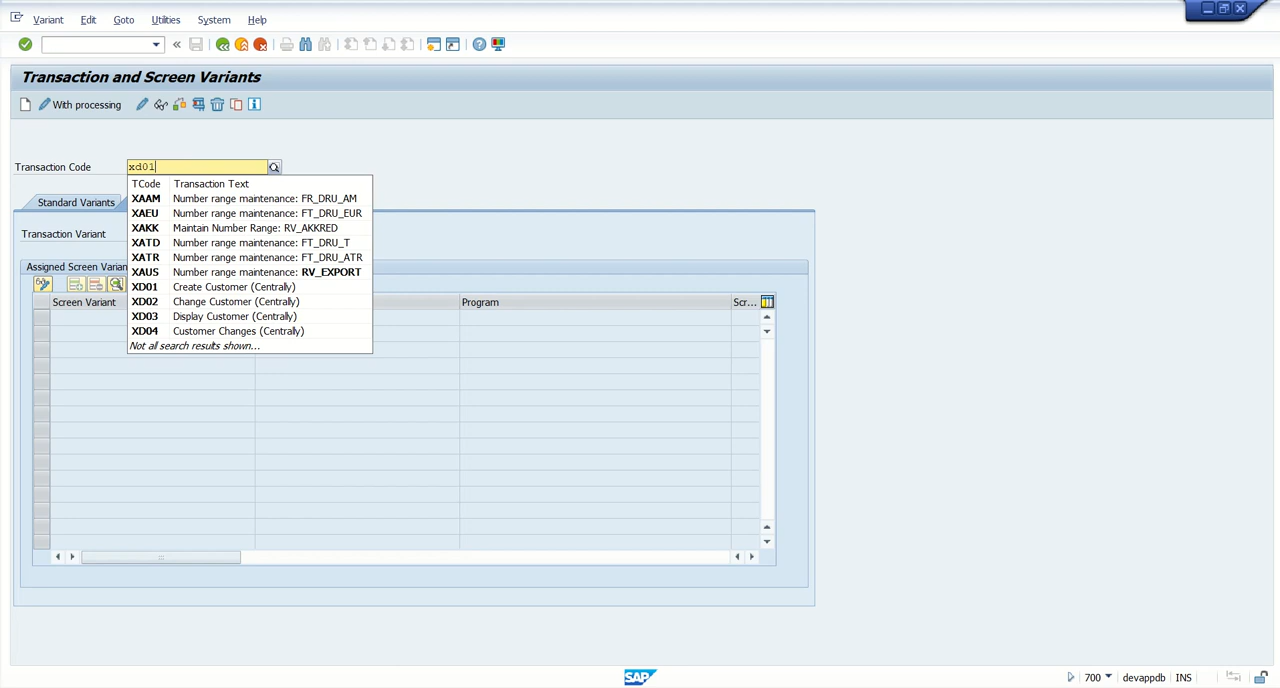 Variant Edit Goto Utilities System Help
Transaction and Screen Variants
With processing
Transaction Code xd01
TCode Transaction Text
XAAM Number range maintenance: FR_DRU_AM
Standard Variants
XAEU Number range maintenance: FT_DRU_EUR
XAKK Maintain Number Range: RV_AKKRED
Transaction Variant
XATD Number range maintenance: FT_DRU_T
XATR Number range maintenance: FT_DRU_ATR
Assigned Screen Varian
XAUS Number range maintenance: RV_EXPORT
XD01 Create Customer (Centrally)
Screen Variant Program Scr...
XD02 Change Customer (Centrally)
XD03 Display Customer (Centrally)
XD04 Customer Changes (Centrally)
Not all search results shown...
SAP 700 devappdb INS